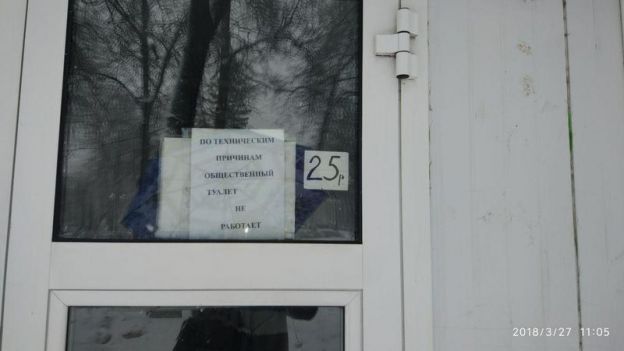 ПО ТЕХНИЧЕСКИМ
ПРИЧИНАМ
ОБЩЕСТВЕННЫЙ
ТУАЛЕТ
НЕ
РАБОТАЕТ
25р
2018/3/27 11:05